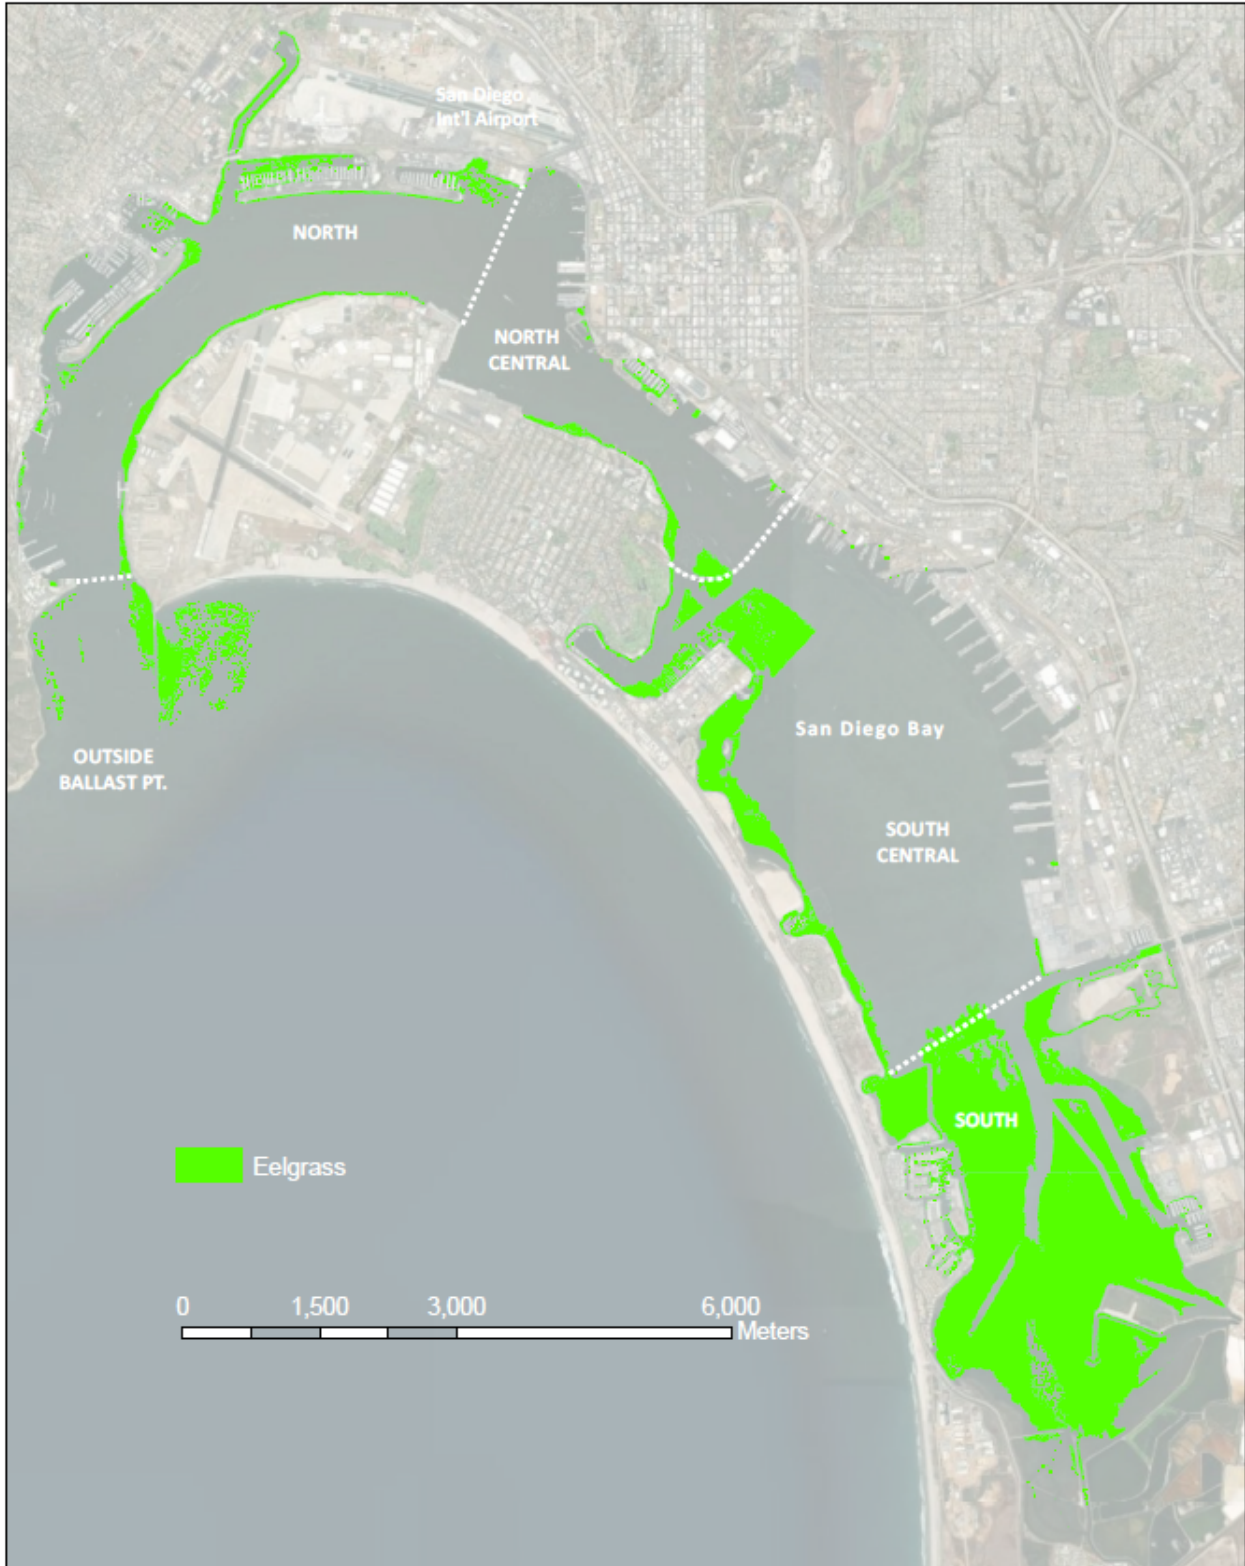 San Diego
Int'l Airport
NORTH
NORTH
CENTRAL
San Diego Bay
OUTSIDE
BALLAST PT.
SOUTH
CENTRAL
SOUTH
Eelgrass
0 1,500 3,000 6,000
Meters